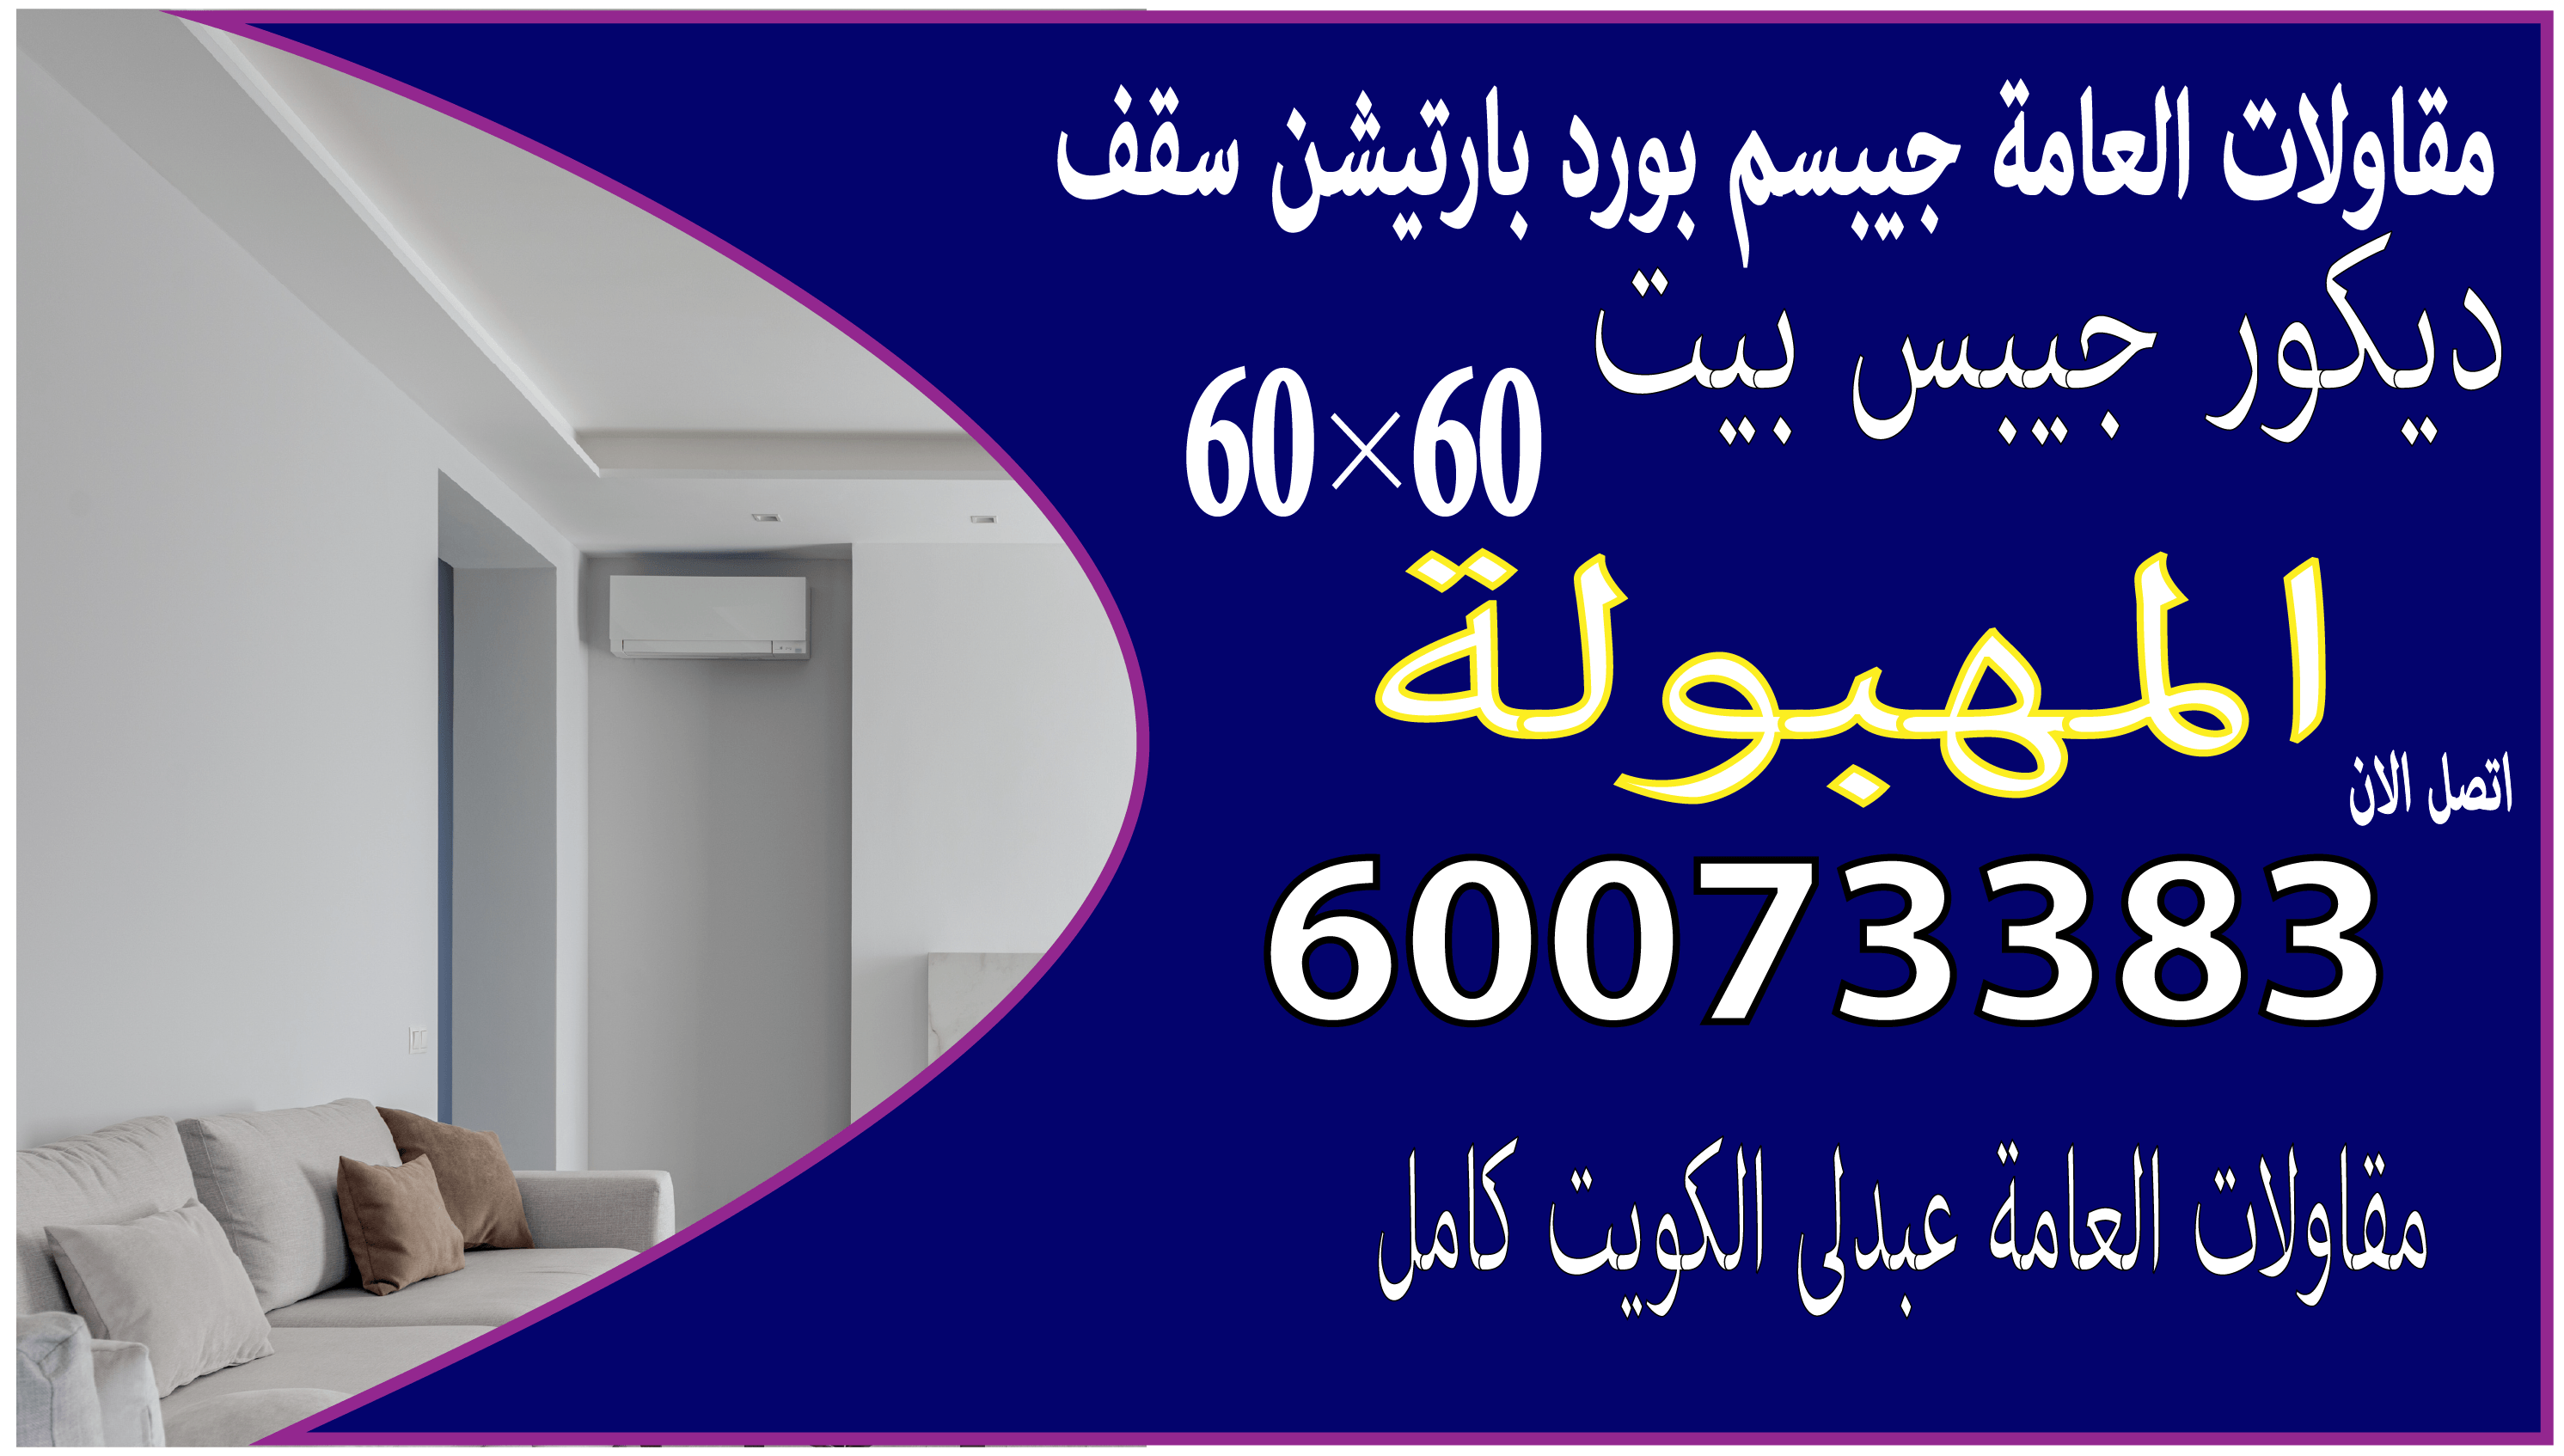 مقاولات العامة جيبسم بورد بارتيشن سقف
ديكور جيبس بيت
60×60
المهبولة
اتصل الان
60073383
مقاولات العامة عبدلى الكويت كامل